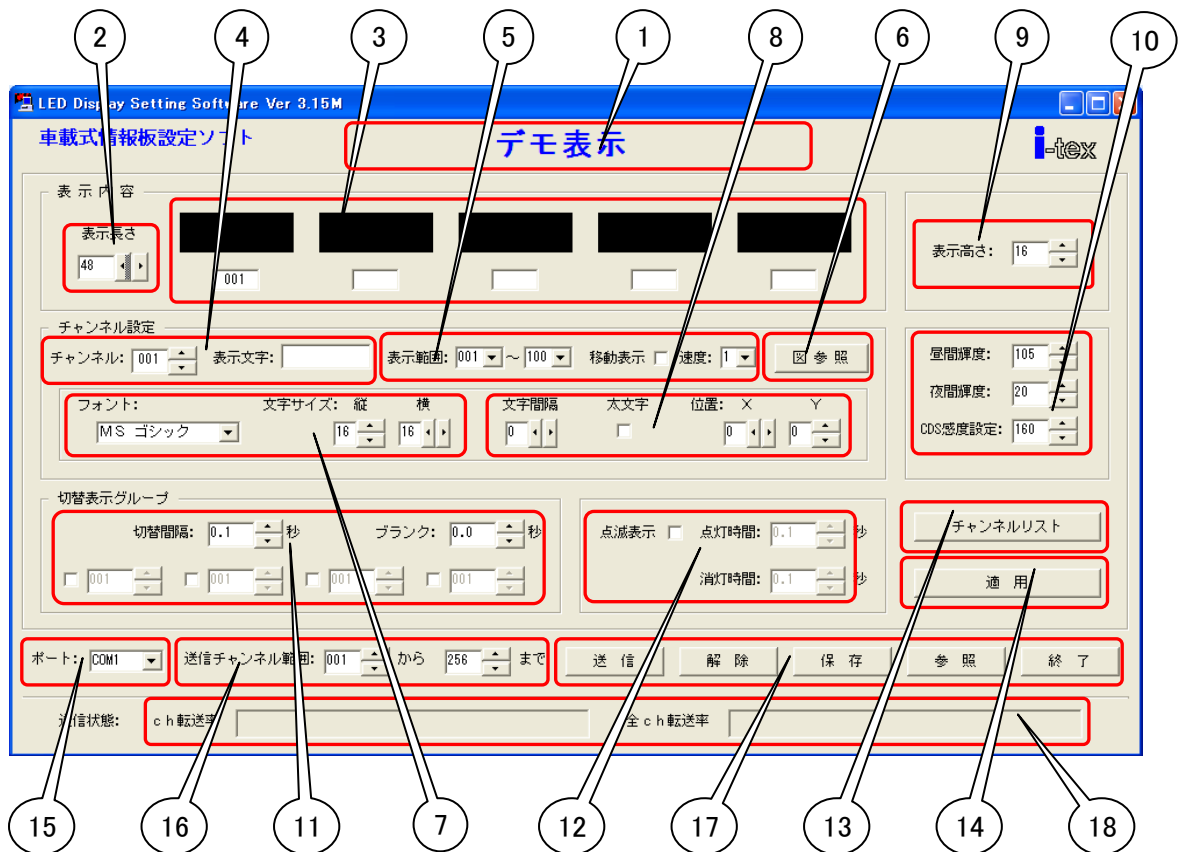 2 4 3 5 1 8 6 9 10
LED Display Setting Software Ver 3.15M
車載式情報板設定ソフト デモ表示 i-tex
表示内容
表示長さ
48
001
表示高さ: 16
チャンネル設定
チャンネル: 001 表示文字: 表示範囲: 001 ～ 100 移動表示 速度: 1 図参照
フォント: 文字サイズ: 縦 横 文字間隔 太文字 位置: X Y
MS ゴシック 16 16 0 0 0
昼間輝度: 105
夜間輝度: 20
CDS感度設定: 160
切替表示グループ
切替間隔: 0.1 秒 ブランク: 0.0 秒
001 001 001 001
点滅表示 点灯時間: 0.1 秒
消灯時間: 0.1 秒
チャンネルリスト
適用
ポート: COM1 送信チャンネル範囲: 001 から 256 まで 送信 解除 保存 参照 終了
送信状態: ｃｈ転送率 全ｃｈ転送率
15 16 11 7 12 17 13 14 18